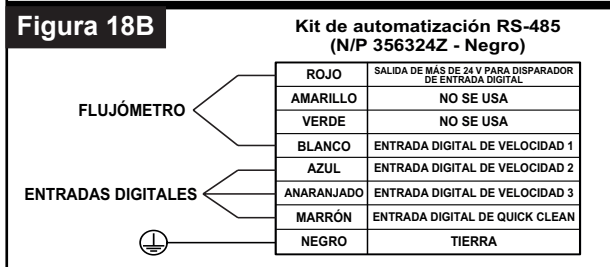 Figura 18B
Kit de automatización RS-485
(N/P 356324Z - Negro)
FLUJÓMETRO
ENTRADAS DIGITALES
ROJO SALIDA DE MÁS DE 24 V PARA DISPARADOR
DE ENTRADA DIGITAL
AMARILLO NO SE USA
VERDE NO SE USA
BLANCO ENTRADA DIGITAL DE VELOCIDAD 1
AZUL ENTRADA DIGITAL DE VELOCIDAD 2
ANARANJADO ENTRADA DIGITAL DE VELOCIDAD 3
MARRÓN ENTRADA DIGITAL DE QUICK CLEAN
NEGRO TIERRA